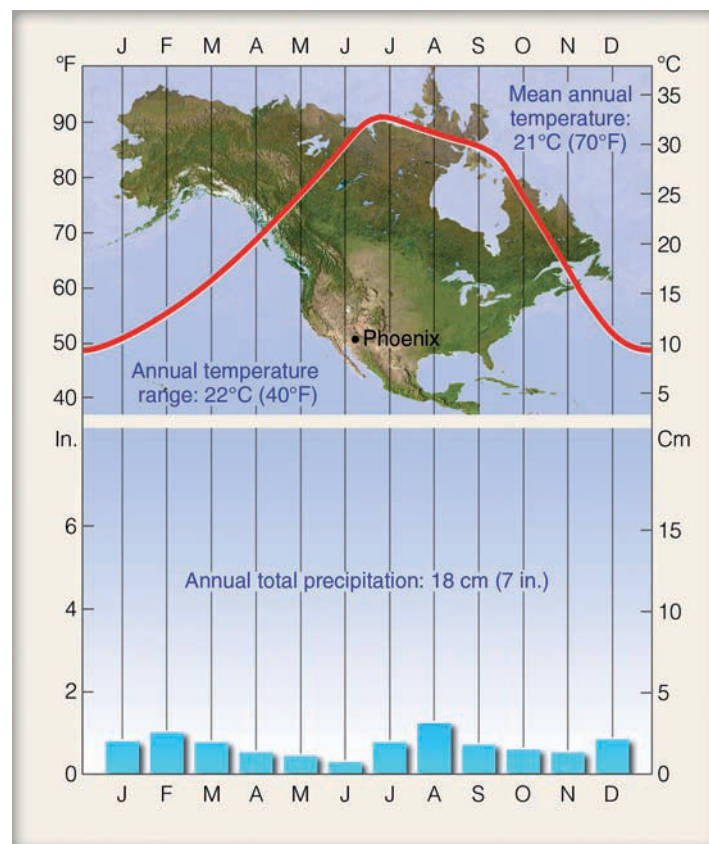 J F M A M J J A S O N D
°F °C
Mean annual
temperature:
21°C (70°F)
35
90
30
80
25
70
20
60
15
Phoenix
50
10
Annual temperature
range: 22°C (40°F)
40
5
In. Cm
6
15
Annual total precipitation: 18 cm (7 in.)
4
10
2
5
0 0
J F M A M J J A S O N D